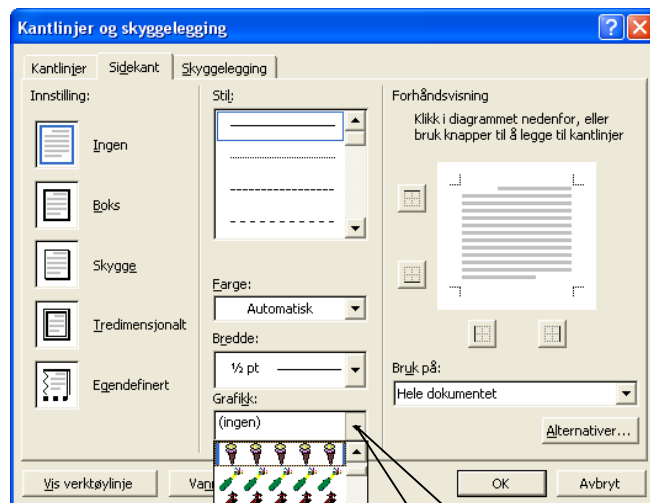 Kantlinjer og skyggelegging
Kantlinjer
Sidekant
Skyggelegging
Innstilling:
Ingen
Boks
Skygge
Tredimensjonalt
Egendefinert
Stil:
Farge:
Automatisk
Bredde:
½ pt
Grafikk:
(ingen)
Forhåndsvisning
Klikk i diagrammet nedenfor, eller
bruk knapper til å legge til kantlinjer
Bruk på:
Hele dokumentet
Alternativer...
Vis verktøylinje
OK
Avbryt